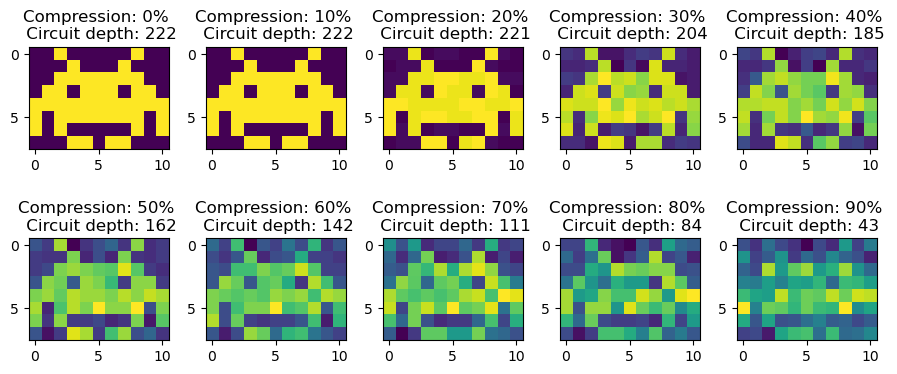 Compression: 0%
Circuit depth: 222
Compression: 10%
Circuit depth: 222
Compression: 20%
Circuit depth: 221
Compression: 30%
Circuit depth: 204
Compression: 40%
Circuit depth: 185
0
5
0 5 10
0 5 10
0 5 10
0 5 10
0 5 10
Compression: 50%
Circuit depth: 162
Compression: 60%
Circuit depth: 142
Compression: 70%
Circuit depth: 111
Compression: 80%
Circuit depth: 84
Compression: 90%
Circuit depth: 43
0
5
0 5 10
0 5 10
0 5 10
0 5 10
0 5 10